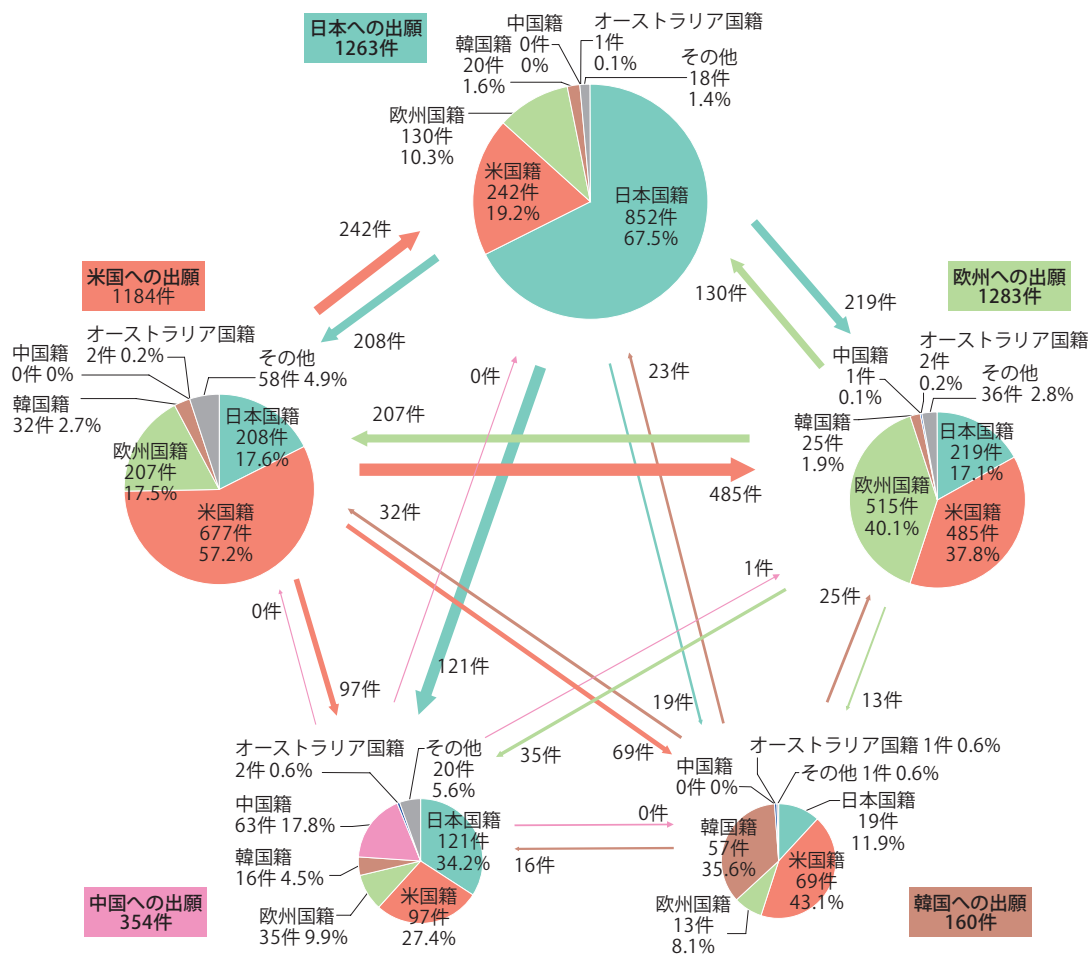 日本への出願
1263件
中国籍
0件
0%
オーストラリア国籍
1件
0.1%
韓国籍
20件
1.6%
その他
18件
1.4%
欧州国籍
130件
10.3%
米国籍
242件
19.2%
日本国籍
852件
67.5%
242件
208件
130件
219件
米国への出願
1184件
オーストラリア国籍
2件 0.2%
中国籍
0件 0%
その他
58件 4.9%
韓国籍
32件 2.7%
日本国籍
208件
17.6%
欧州国籍
207件
17.5%
米国籍
677件
57.2%
欧州への出願
1283件
オーストラリア国籍
2件
0.2%
中国籍
1件
0.1%
その他
36件 2.8%
韓国籍
25件
1.9%
日本国籍
219件
17.1%
欧州国籍
515件
40.1%
米国籍
485件
37.8%
0件
23件
207件
485件
32件
1件
25件
0件
97件
121件
19件
13件
35件
69件
0件
16件
オーストラリア国籍
2件 0.6%
その他
20件
5.6%
中国籍
63件 17.8%
日本国籍
121件
34.2%
韓国籍
16件 4.5%
米国籍
97件
27.4%
欧州国籍
35件 9.9%
中国への出願
354件
オーストラリア国籍 1件 0.6%
中国籍
0件 0%
その他 1件 0.6%
日本国籍
19件
11.9%
韓国籍
57件
35.6%
米国籍
69件
43.1%
欧州国籍
13件
8.1%
韓国への出願
160件